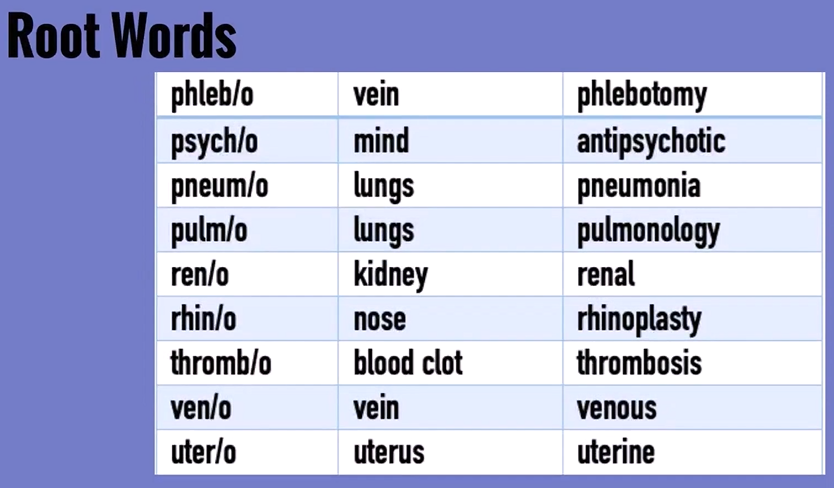 Root Words
phleb/o vein phlebotomy
psych/o mind antipsychotic
pneum/o lungs pneumonia
pulm/o lungs pulmonology
ren/o kidney renal
rhin/o nose rhinoplasty
thromb/o blood clot thrombosis
ven/o vein venous
uter/o uterus uterine